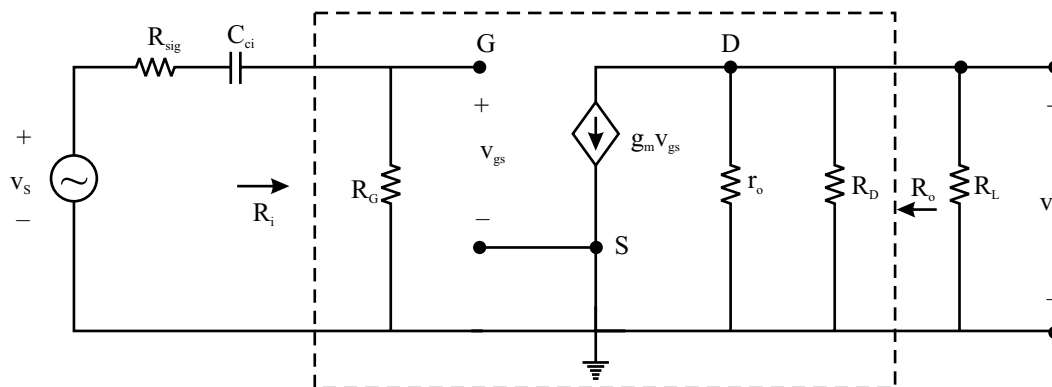 R_sig
C_ci
G
D
+
+
+
v_S
−
v_gs
−
g_m v_gs
R_i
R_G
S
r_o
R_D
R_o
R_L
v